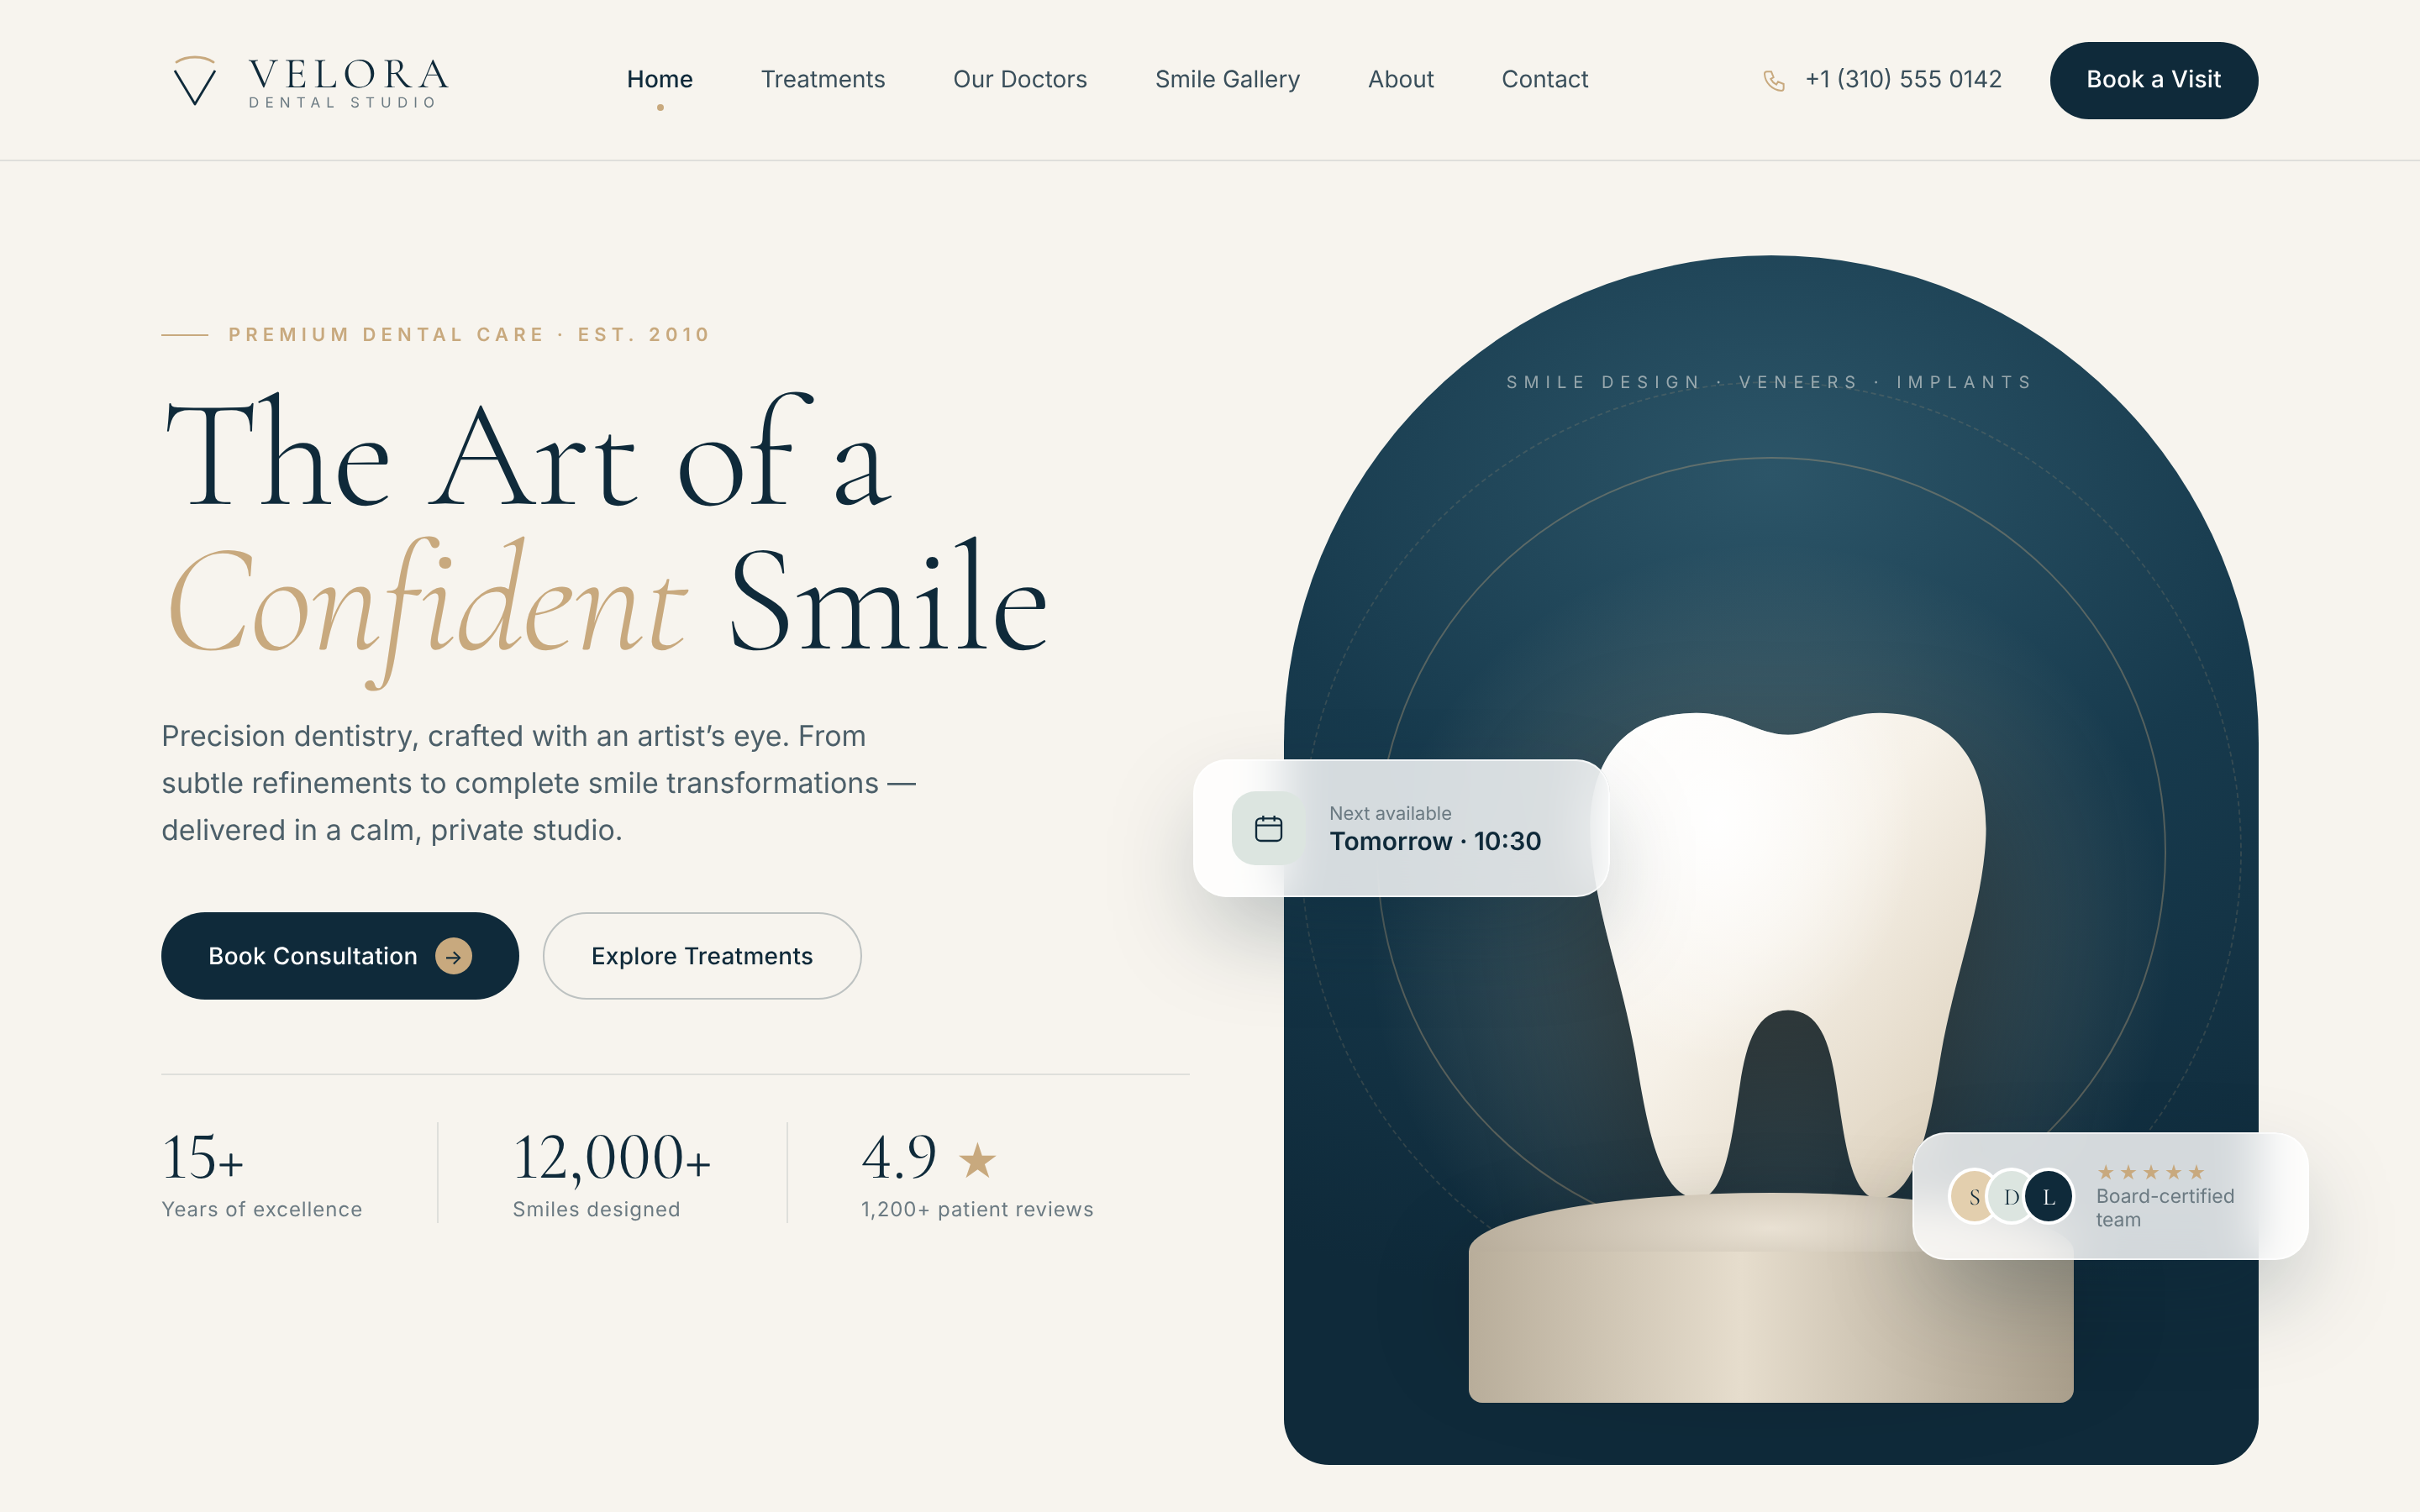 VELORA
DENTAL STUDIO
Home
Treatments
Our Doctors
Smile Gallery
About
Contact
+1 (310) 555 0142
Book a Visit
PREMIUM DENTAL CARE · EST. 2010
The Art of a
Confident Smile
Precision dentistry, crafted with an artist’s eye. From
subtle refinements to complete smile transformations —
delivered in a calm, private studio.
Book Consultation →
Explore Treatments
15+
Years of excellence
12,000+
Smiles designed
4.9 ★
1,200+ patient reviews
SMILE DESIGN · VENEERS · IMPLANTS
Next available
Tomorrow · 10:30
S D L
★★★★★
Board-certified
team